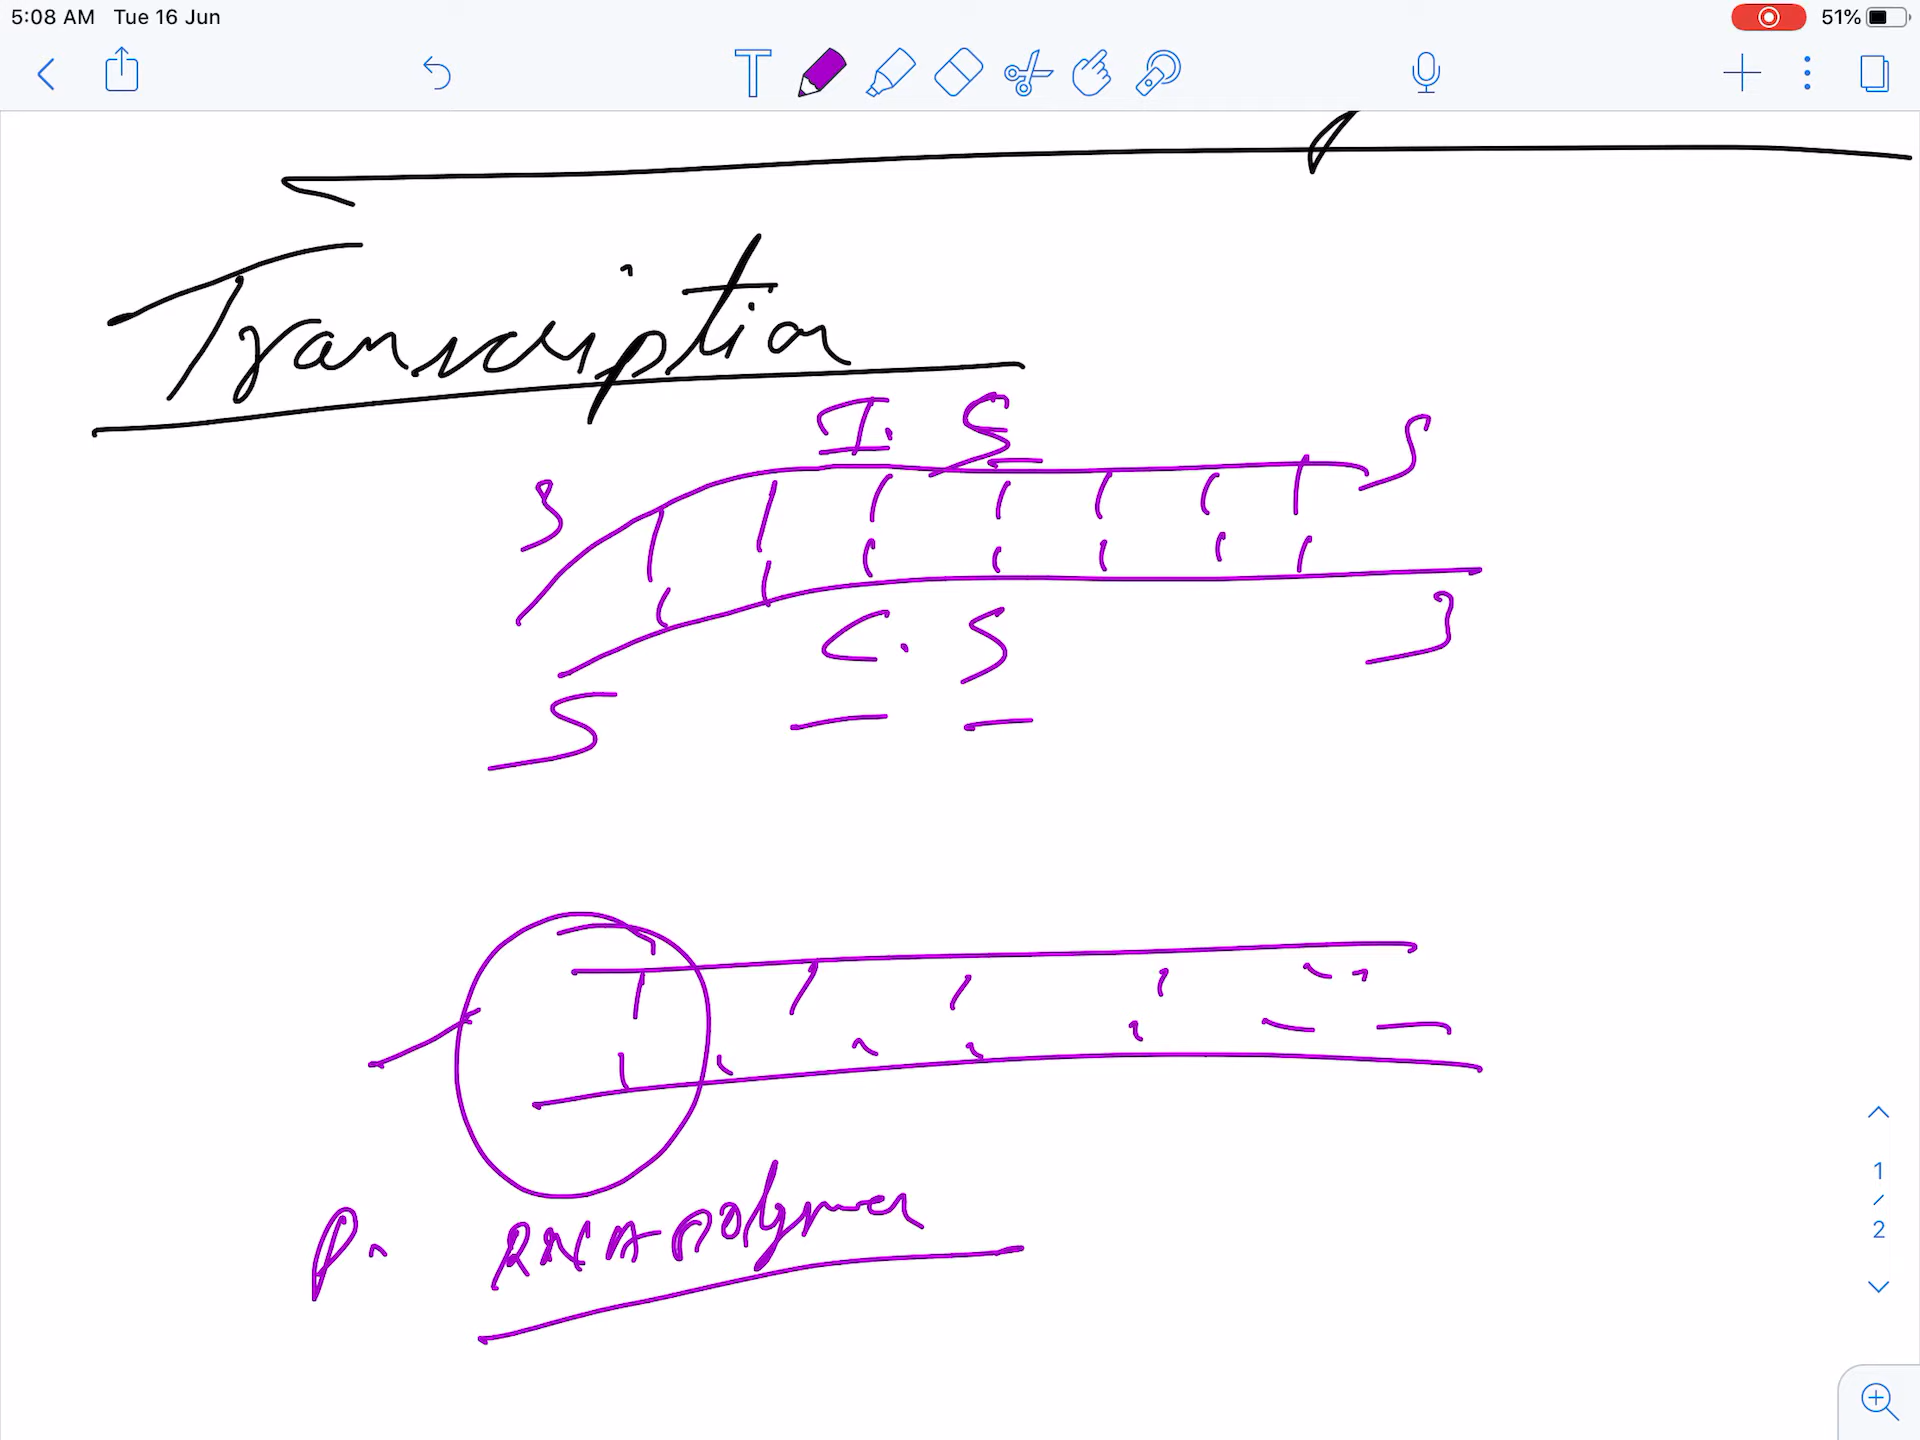 5:08 AM Tue 16 Jun
51%
T
Transcription
T. S
3
5
C. S
5
3
1
/
2
P. RNA polymer